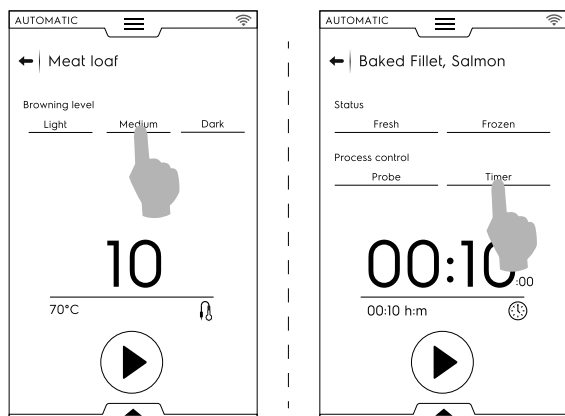 AUTOMATIC
Meat loaf
Browning level
Light Medium Dark
10
70°C
AUTOMATIC
Baked Fillet, Salmon
Status
Fresh Frozen
Process control
Probe Timer
00:10:00
00:10 h:m